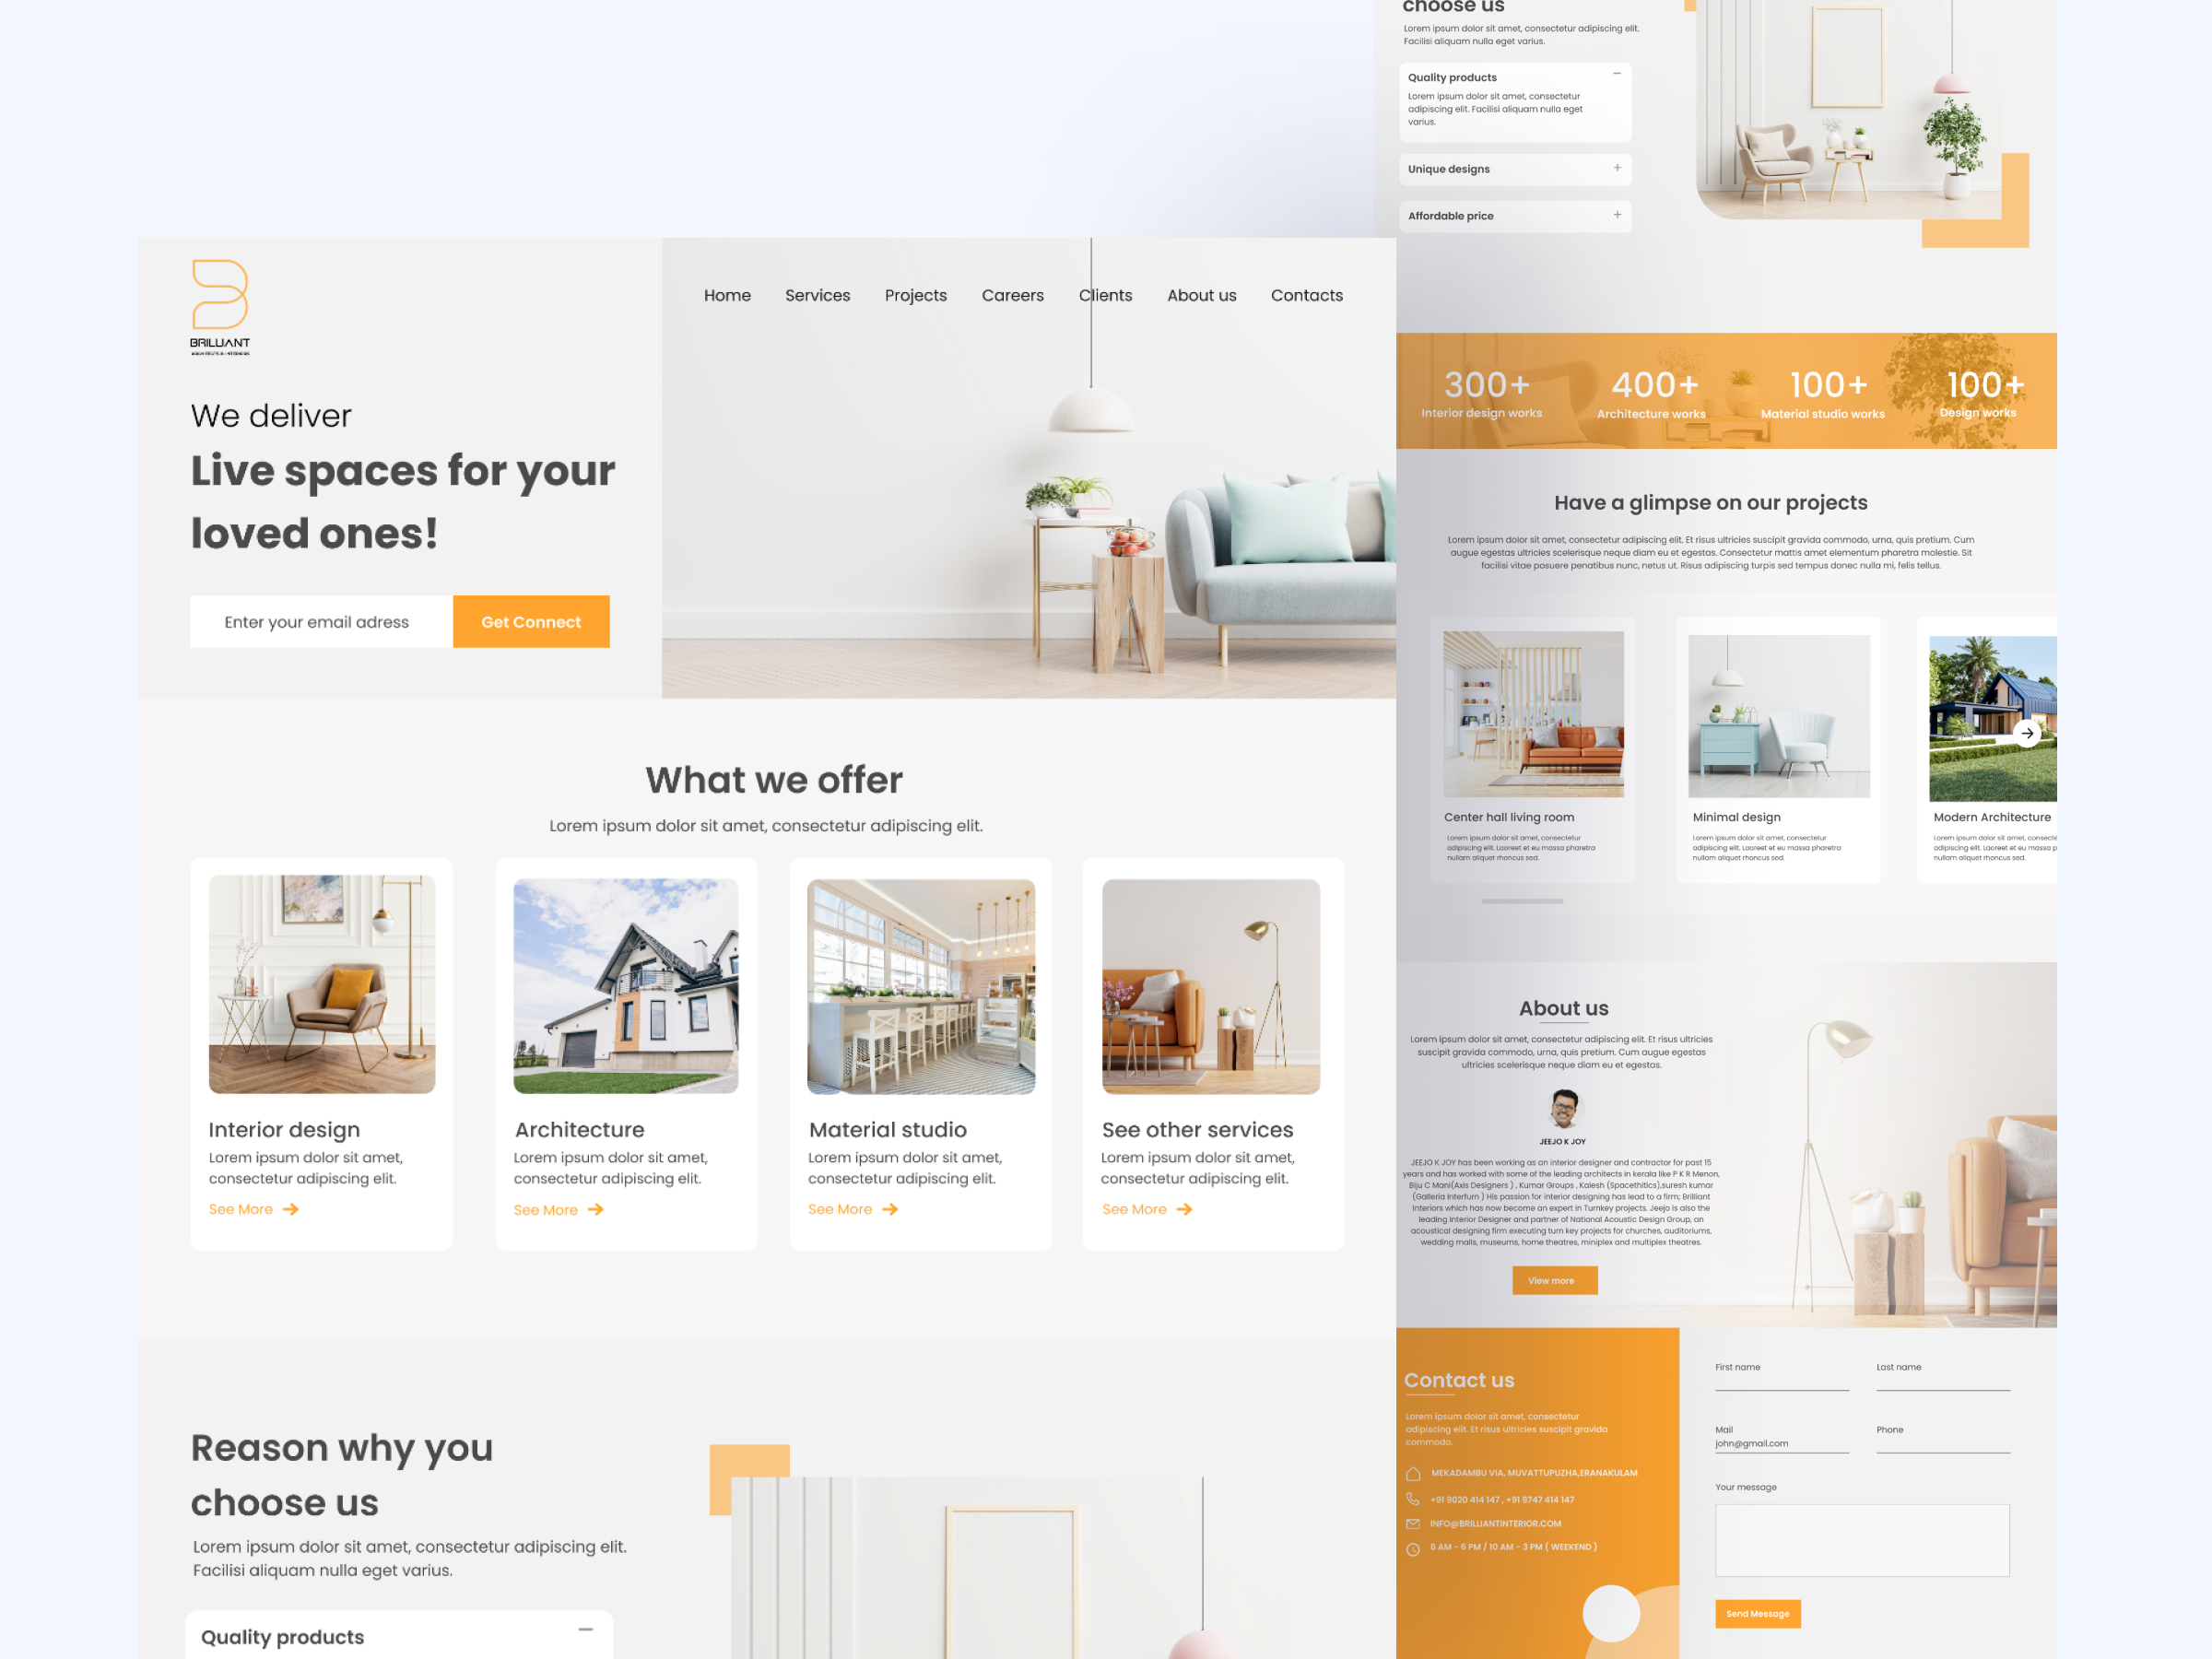 BRILLIANT
ARCHITECTS & INTERIORS
Home Services Projects Careers Clients About us Contacts
We deliver
Live spaces for your
loved ones!
Enter your email adress Get Connect
What we offer
Lorem ipsum dolor sit amet, consectetur adipiscing elit.
Interior design
Lorem ipsum dolor sit amet,
consectetur adipiscing elit.
See More
Architecture
Lorem ipsum dolor sit amet,
consectetur adipiscing elit.
See More
Material studio
Lorem ipsum dolor sit amet,
consectetur adipiscing elit.
See More
See other services
Lorem ipsum dolor sit amet,
consectetur adipiscing elit.
See More
Reason why you
choose us
Lorem ipsum dolor sit amet, consectetur adipiscing elit.
Facilisi aliquam nulla eget varius.
Quality products
choose us
Lorem ipsum dolor sit amet, consectetur adipiscing elit.
Facilisi aliquam nulla eget varius.
Quality products
Lorem ipsum dolor sit amet, consectetur
adipiscing elit. Facilisi aliquam nulla eget
varius.
Unique designs
Affordable price
300+
Interior design works
400+
Architecture works
100+
Material studio works
100+
Design works
Have a glimpse on our projects
Lorem ipsum dolor sit amet, consectetur adipiscing elit. Et risus ultricies suscipit gravida commodo, urna, quis pretium. Cum
augue egestas ultricies scelerisque neque diam eu et egestas. Consectetur mattis amet elementum pharetra molestie. Sit
facilisi vitae posuere penatibus nunc, netus ut. Risus adipiscing turpis sed tempus donec nulla mi, felis tellus.
Center hall living room
Lorem ipsum dolor sit amet, consectetur
adipiscing elit. Laoreet et eu massa pharetra
nullam aliquet rhoncus sed.
Minimal design
Lorem ipsum dolor sit amet, consectetur
adipiscing elit. Laoreet et eu massa pharetra
nullam aliquet rhoncus sed.
Modern Architecture
Lorem ipsum dolor sit amet, consecte
adipiscing elit. Laoreet et eu massa p
nullam aliquet rhoncus sed.
About us
Lorem ipsum dolor sit amet, consectetur adipiscing elit. Et risus ultricies
suscipit gravida commodo, urna, quis pretium. Cum augue egestas
ultricies scelerisque neque diam eu et egestas.
JEEJO K JOY
JEEJO K JOY has been working as an interior designer and contractor for past 15
years and has worked with some of the leading architects in kerala like P K R Menon,
Biju C Mani(Axis Designers ) , Kumar Groups , Kalesh (Spacethitics),suresh kumar
(Galleria Interfurn ) His passion for interior designing has lead to a firm; Brilliant
Interiors which has now become an expert in Turnkey projects. Jeejo is also the
leading Interior Designer and partner of National Acoustic Design Group, an
acoustical designing firm executing turn key projects for churches, auditoriums,
wedding malls, museums, home theatres, miniplex and multiplex theatres.
View more
Contact us
Lorem ipsum dolor sit amet, consectetur
adipiscing elit. Et risus ultricies suscipit gravida
commodo.
MEKADAMBU VIA, MUVATTUPUZHA,ERANAKULAM
+91 9020 414 147 , +91 9747 414 147
INFO@BRILLIANTINTERIOR.COM
8 AM - 6 PM / 10 AM - 3 PM ( WEEKEND )
First name Last name
Mail Phone
john@gmail.com
Your message
Send Message